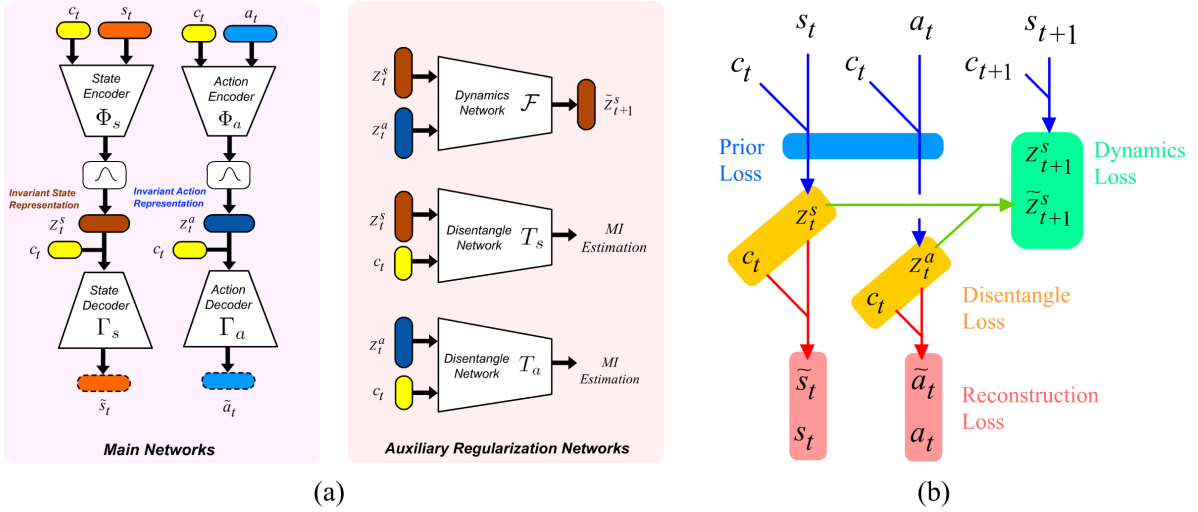 c_t s_t c_t a_t
State
Encoder
Φ_s
Action
Encoder
Φ_a
Invariant State
Representation
Invariant Action
Representation
z_t^s
z_t^a
c_t
c_t
State
Decoder
Γ_s
Action
Decoder
Γ_a
s̃_t
ã_t
Main Networks
z_t^s
z_t^a
Dynamics
Network
F
z̃_{t+1}^s
z_t^s
c_t
Disentangle
Network
T_s
MI
Estimation
z_t^a
c_t
Disentangle
Network
T_a
MI
Estimation
Auxiliary Regularization Networks
(a)
s_t a_t s_{t+1}
c_t c_t c_{t+1}
Prior
Loss
z_{t+1}^s
z̃_{t+1}^s
Dynamics
Loss
z_t^s
c_t
z_t^a
c_t
Disentangle
Loss
s̃_t
s_t
ã_t
a_t
Reconstruction
Loss
(b)